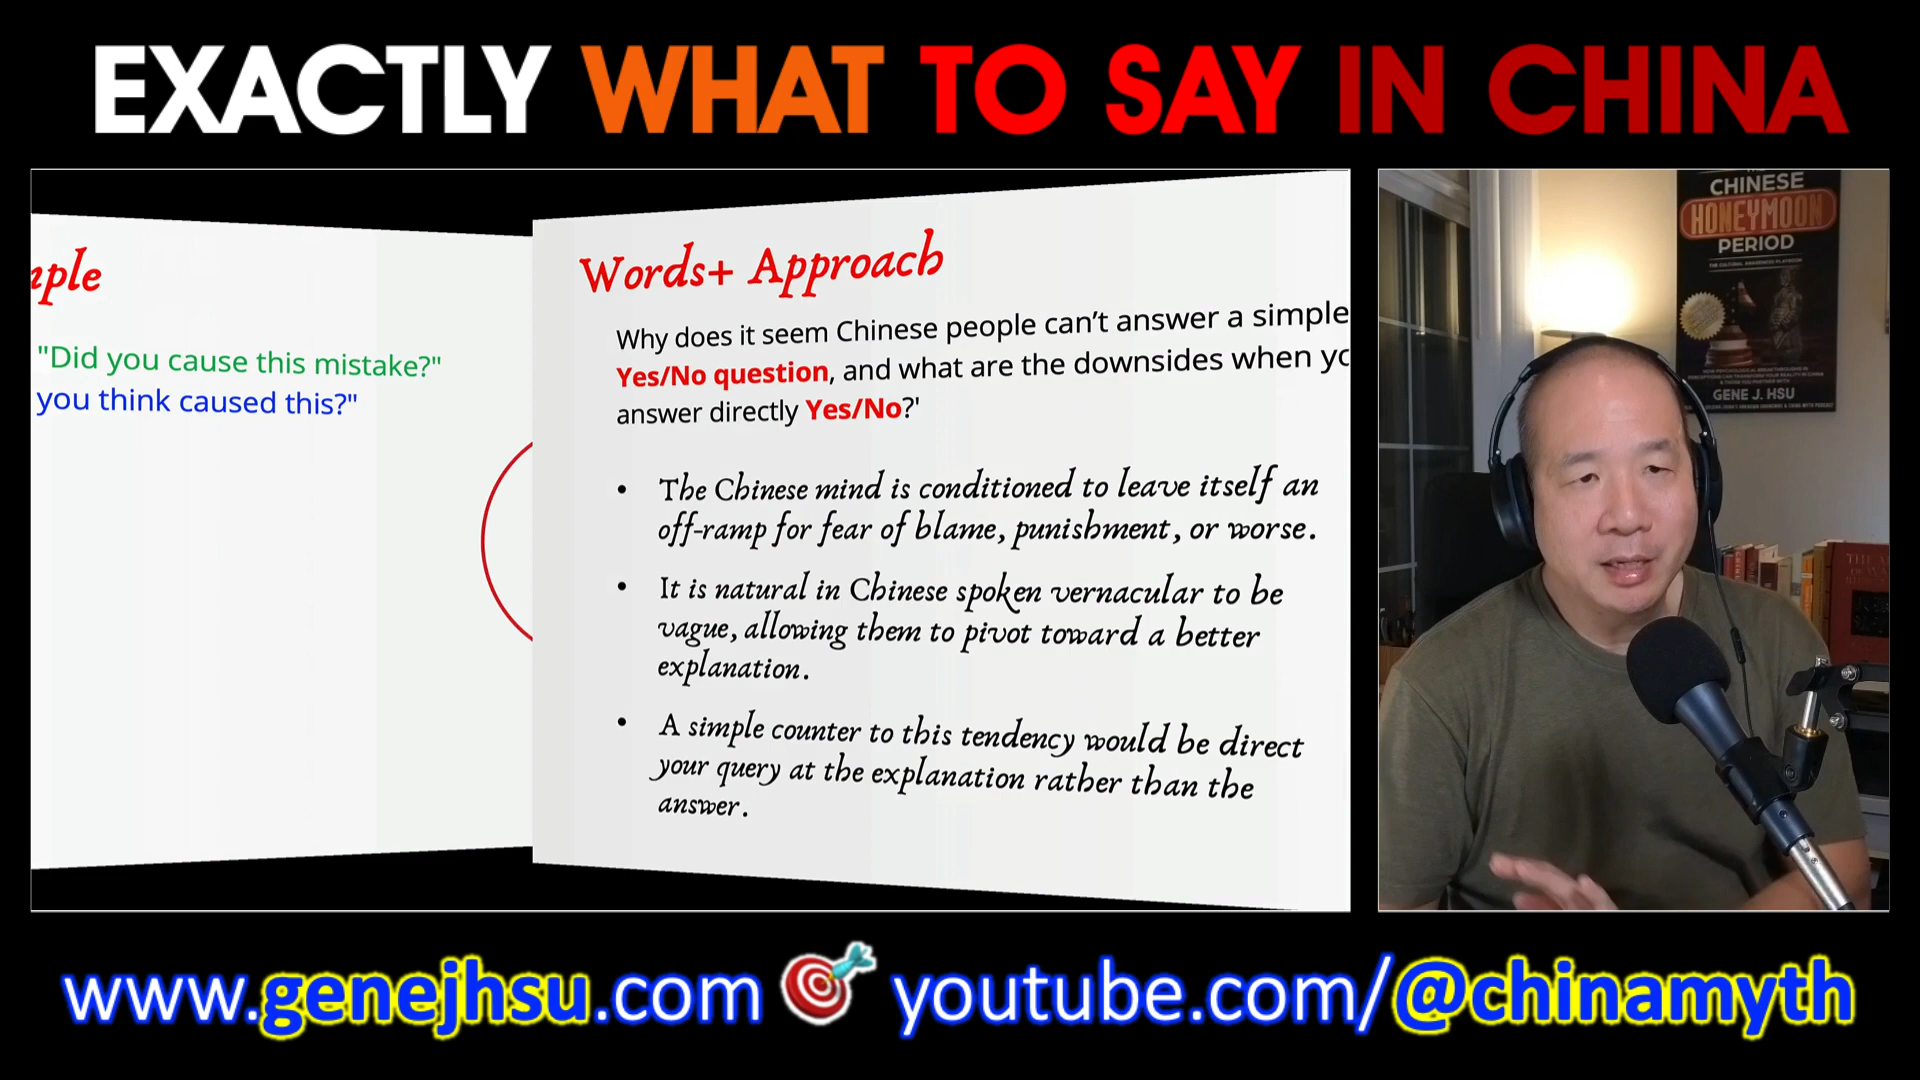 EXACTLY WHAT TO SAY IN CHINA
"Did you cause this mistake?"
you think caused this?"
Words+ Approach
Why does it seem Chinese people can't answer a simple
Yes/No question, and what are the downsides when
answer directly Yes/No?'
• The Chinese mind is conditioned to leave itself an
off-ramp for fear of blame, punishment, or worse.
• It is natural in Chinese spoken vernacular to be
vague, allowing them to pivot toward a better
explanation.
• A simple counter to this tendency would be direct
your query at the explanation rather than the
answer.
CHINESE
HONEYMOON
PERIOD
GENE J. HSU
www.genejhsu.com
youtube.com/@chinamyth